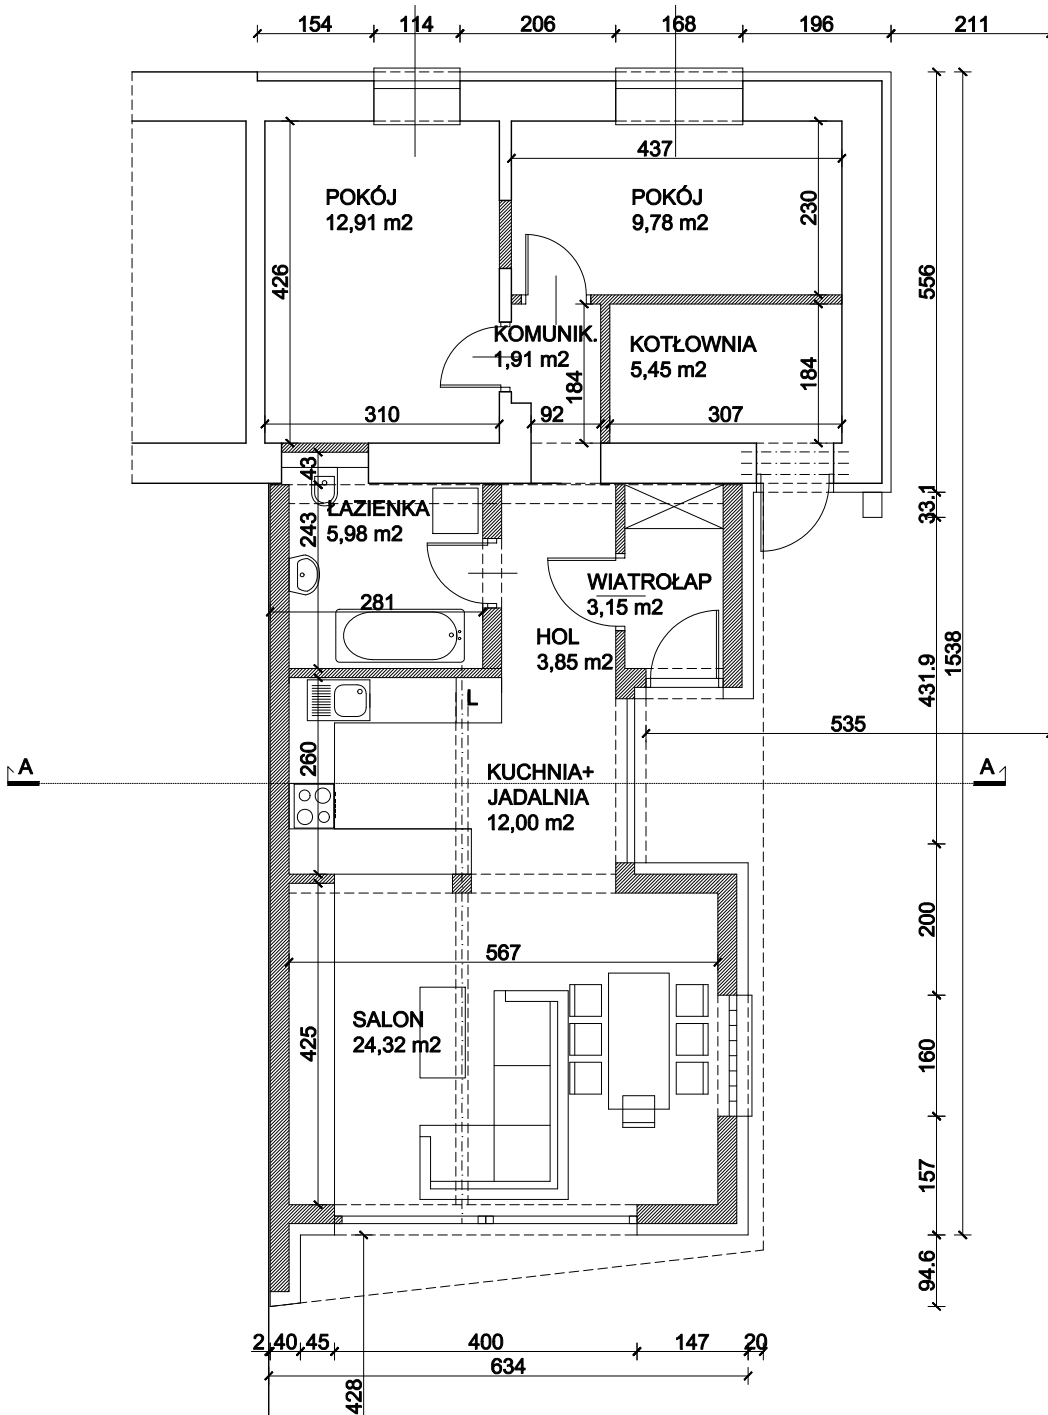 154
114
206
168
196
211
437
POKÓJ
12,91 m2
POKÓJ
9,78 m2
230
426
556
KOMUNIK.
1,91 m2
KOTŁOWNIA
5,45 m2
184
184
310
92
307
43
243
ŁAZIENKA
5,98 m2
33.1
281
WIATROŁAP
3,15 m2
HOL
3,85 m2
431.9
1538
L
535
260
A
KUCHNIA+
JADALNIA
12,00 m2
A
200
567
SALON
24,32 m2
425
160
157
94.6
2
40
45
400
147
20
634
428